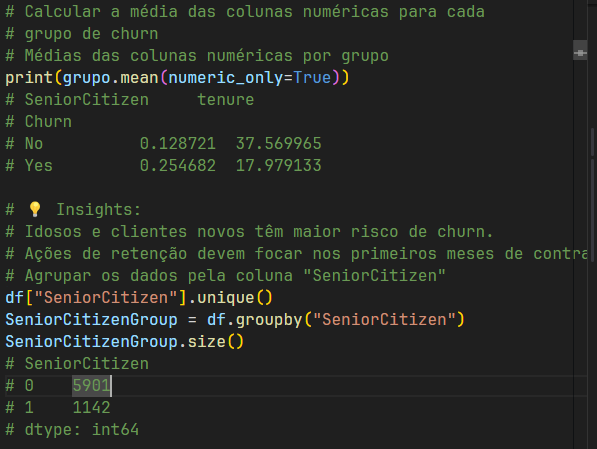 # Calcular a média das colunas numéricas para cada
# grupo de churn
# Médias das colunas numéricas por grupo
print(grupo.mean(numeric_only=True))
# SeniorCitizen     tenure
# Churn
# No          0.128721  37.569965
# Yes         0.254682  17.979133

# 💡 Insights:
# Idosos e clientes novos têm maior risco de churn.
# Ações de retenção devem focar nos primeiros meses de contra
# Agrupar os dados pela coluna "SeniorCitizen"
df["SeniorCitizen"].unique()
SeniorCitizenGroup = df.groupby("SeniorCitizen")
SeniorCitizenGroup.size()
# SeniorCitizen
# 0    5901
# 1    1142
# dtype: int64